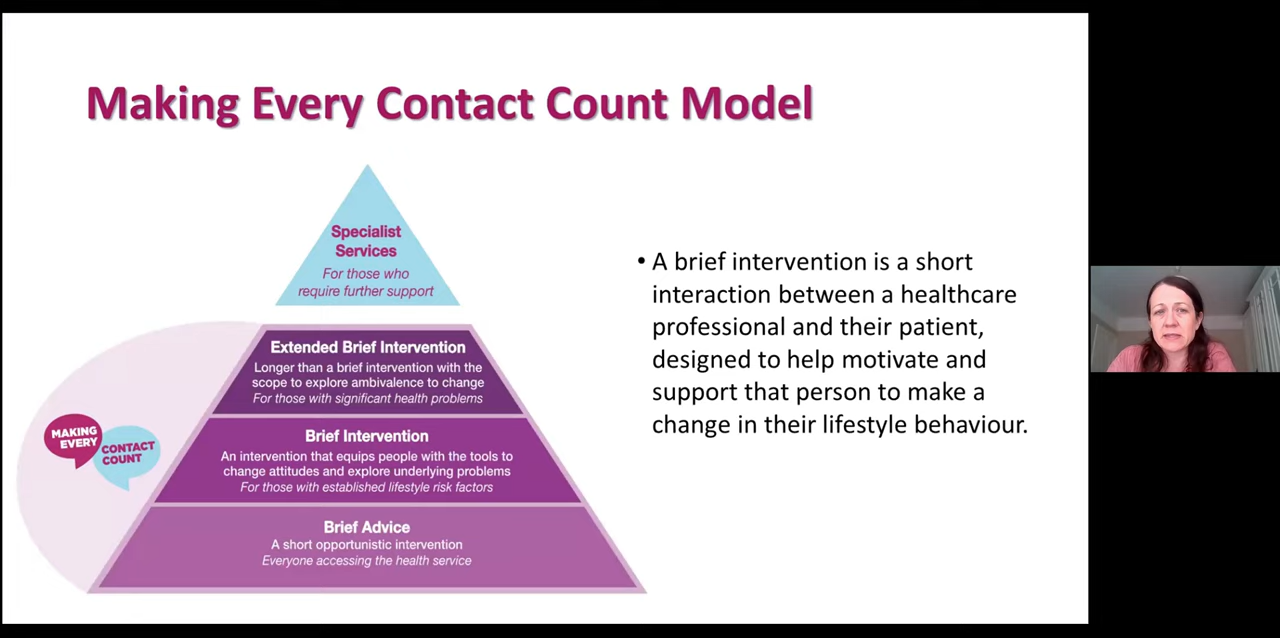 Making Every Contact Count Model
Specialist
Services
For those who
require further support
Extended Brief Intervention
Longer than a brief intervention with the
scope to explore ambivalence to change
For those with significant health problems
Brief Intervention
An intervention that equips people with the tools to
change attitudes and explore underlying problems
For those with established lifestyle risk factors
Brief Advice
A short opportunistic intervention
Everyone accessing the health service
MAKING
EVERY
CONTACT
COUNT
• A brief intervention is a short
interaction between a healthcare
professional and their patient,
designed to help motivate and
support that person to make a
change in their lifestyle behaviour.